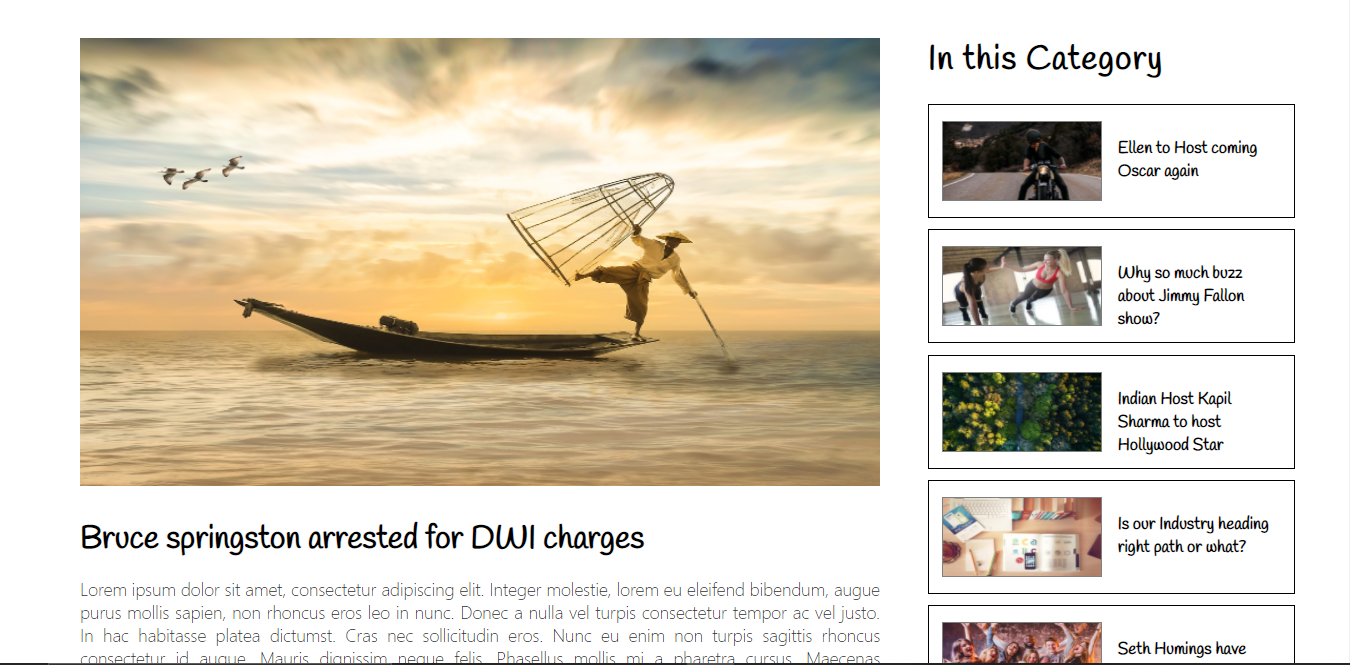 In this Category
Ellen to Host coming
Oscar again
Why so much buzz
about Jimmy Fallon
show?
Indian Host Kapil
Sharma to host
Hollywood Star
Is our Industry heading
right path or what?
Seth Humings have
Bruce springston arrested for DWI charges
Lorem ipsum dolor sit amet, consectetur adipiscing elit. Integer molestie, lorem eu eleifend bibendum, augue
purus mollis sapien, non rhoncus eros leo in nunc. Donec a nulla vel turpis consectetur tempor ac vel justo.
In hac habitasse platea dictumst. Cras nec sollicitudin eros. Nunc eu enim non turpis sagittis rhoncus
consectetur id augue. Mauris dignissim neque felis. Phasellus mollis mi a pharetra cursus. Maecenas